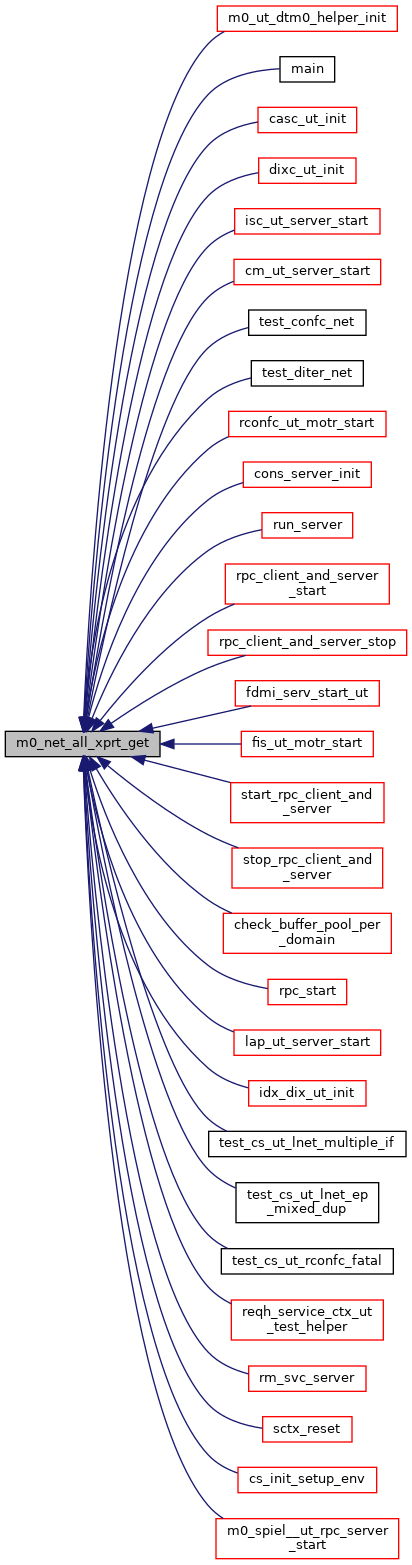 m0_ut_dtm0_helper_init
main
casc_ut_init
dixc_ut_init
isc_ut_server_start
cm_ut_server_start
test_confc_net
test_diter_net
rconfc_ut_motr_start
cons_server_init
run_server
rpc_client_and_server
_start
rpc_client_and_server_stop
fdmi_serv_start_ut
m0_net_all_xprt_get
fis_ut_motr_start
start_rpc_client_and
_server
stop_rpc_client_and
_server
check_buffer_pool_per
_domain
rpc_start
lap_ut_server_start
idx_dix_ut_init
test_cs_ut_lnet_multiple_if
test_cs_ut_lnet_ep
_mixed_dup
test_cs_ut_rconfc_fatal
reqh_service_ctx_ut
_test_helper
rm_svc_server
sctx_reset
cs_init_setup_env
m0_spiel__ut_rpc_server
_start